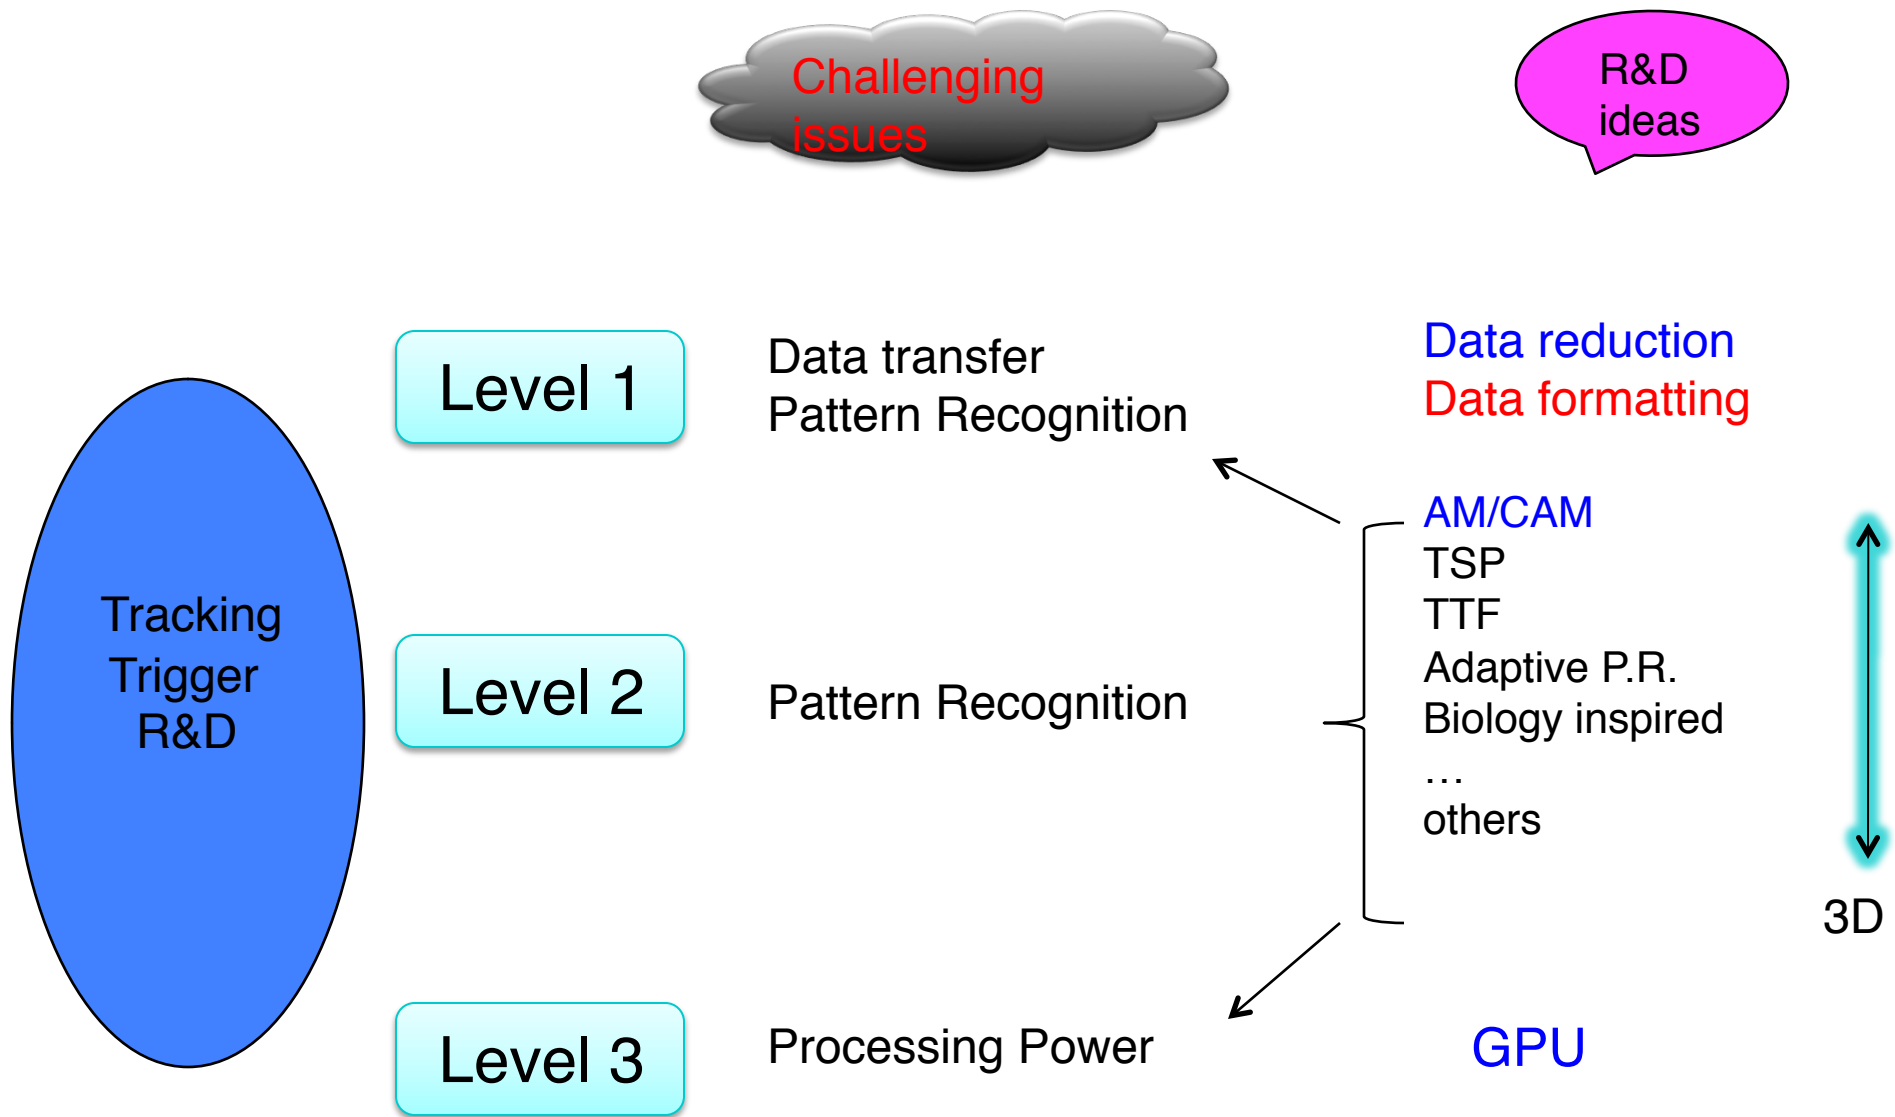 Challenging
issues
R&D
ideas
Tracking
Trigger
R&D
Level 1
Data transfer
Pattern Recognition
Data reduction
Data formatting
Level 2
Pattern Recognition
AM/CAM
TSP
TTF
Adaptive P.R.
Biology inspired
…
others
3D
Level 3
Processing Power
GPU